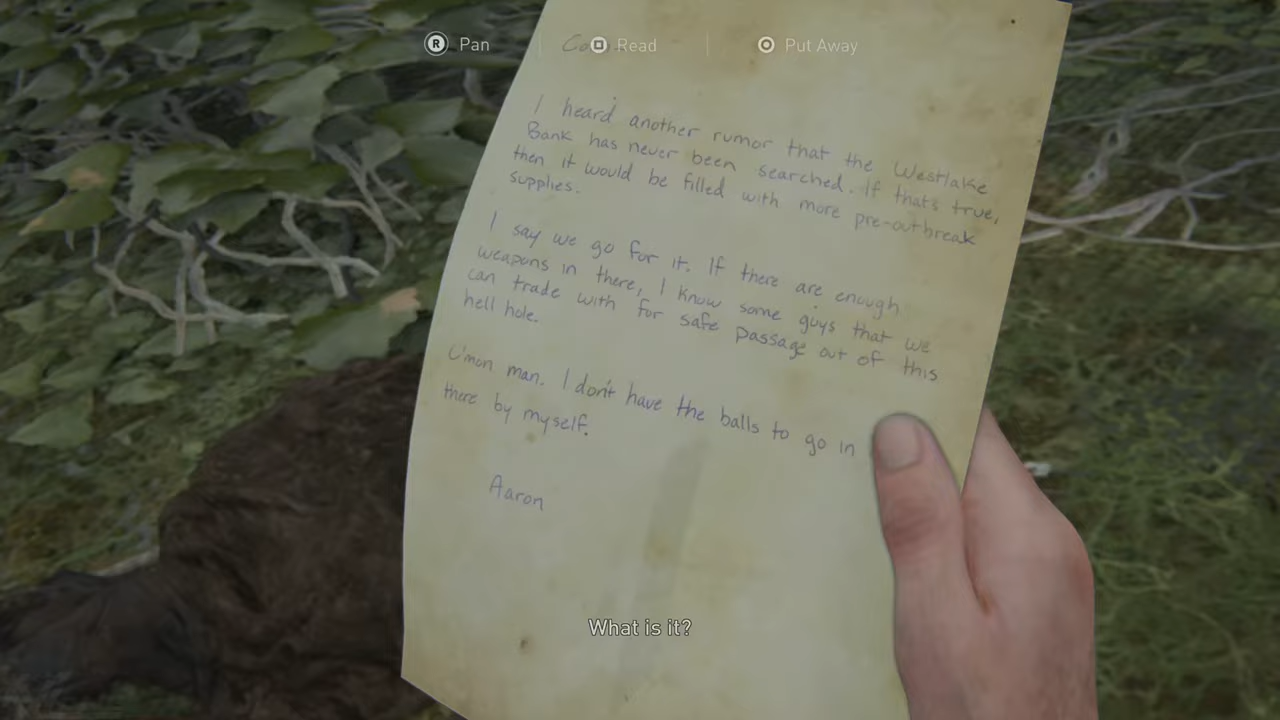 R Pan Read Put Away
I heard another rumor that the Westlake
Bank has never been searched. If thats true,
then it would be filled with more pre-outbreak
supplies.
I say we go for it. If there are enough
weapons in there, I know some guys that we
can trade with for safe passage out of this
hell hole.
C'mon man. I don't have the balls to go in
there by myself.
Aaron
What is it?